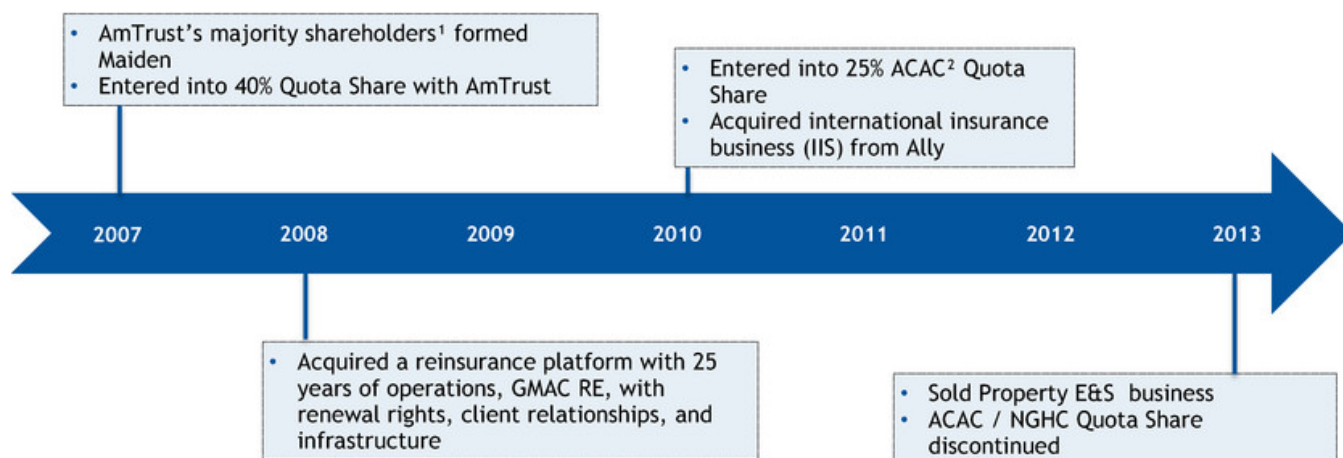 • AmTrust’s majority shareholders¹ formed
Maiden
• Entered into 40% Quota Share with AmTrust
• Entered into 25% ACAC² Quota
Share
• Acquired international insurance
business (IIS) from Ally
2007 2008 2009 2010 2011 2012 2013
• Acquired a reinsurance platform with 25
years of operations, GMAC RE, with
renewal rights, client relationships, and
infrastructure
• Sold Property E&S business
• ACAC / NGHC Quota Share
discontinued